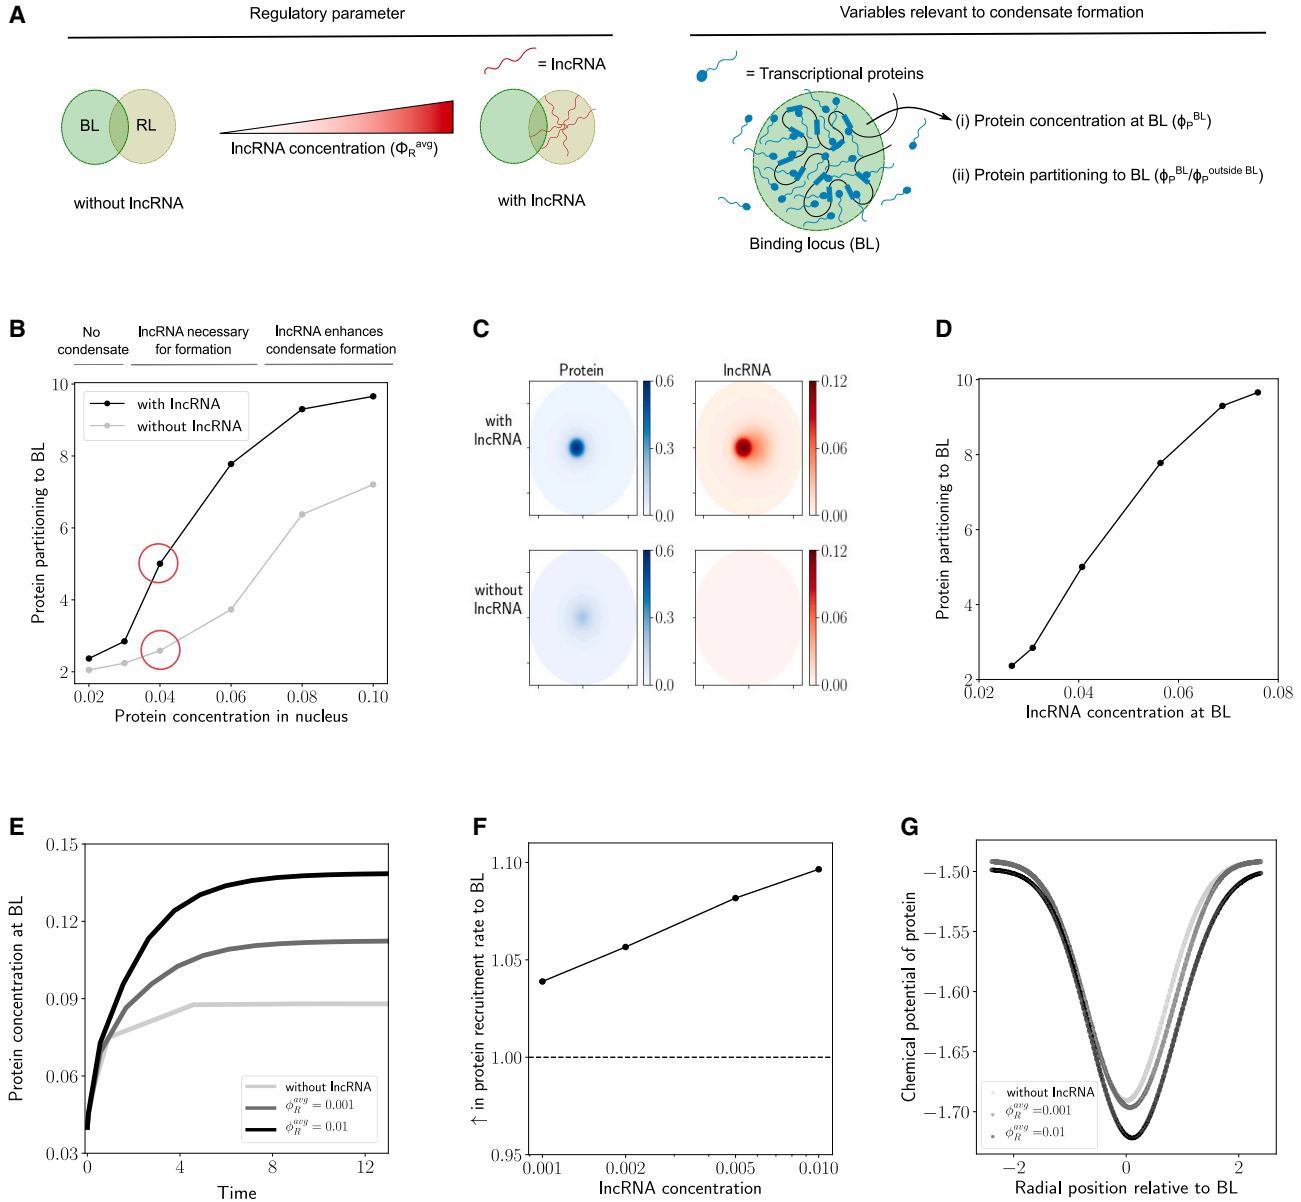 A
Regulatory parameter
Variables relevant to condensate formation
= lncRNA
= Transcriptional proteins
BL
RL
lncRNA concentration (Φ_R^avg)
without lncRNA
with lncRNA
(i) Protein concentration at BL (ϕ_P^BL)
(ii) Protein partitioning to BL (ϕ_P^BL/ϕ_P^outside BL)
Binding locus (BL)
B
No condensate
lncRNA necessary for formation
lncRNA enhances condensate formation
with lncRNA
without lncRNA
10
8
6
4
2
0.02 0.04 0.06 0.08 0.10
Protein partitioning to BL
Protein concentration in nucleus
C
Protein
lncRNA
with lncRNA
0.6
0.3
0.0
0.12
0.06
0.00
without lncRNA
0.6
0.3
0.0
0.12
0.06
0.00
D
10
8
6
4
2
0.02 0.04 0.06 0.08
Protein partitioning to BL
lncRNA concentration at BL
E
0.15
0.12
0.09
0.06
0.03
0 4 8 12
Protein concentration at BL
Time
without lncRNA
ϕ_R^avg = 0.001
ϕ_R^avg = 0.01
F
1.10
1.05
1.00
0.95
0.001 0.002 0.005 0.010
↑ in protein recruitment rate to BL
lncRNA concentration
G
−1.50
−1.55
−1.60
−1.65
−1.70
−2 0 2
Chemical potential of protein
Radial position relative to BL
without lncRNA
ϕ_R^avg =0.001
ϕ_R^avg =0.01